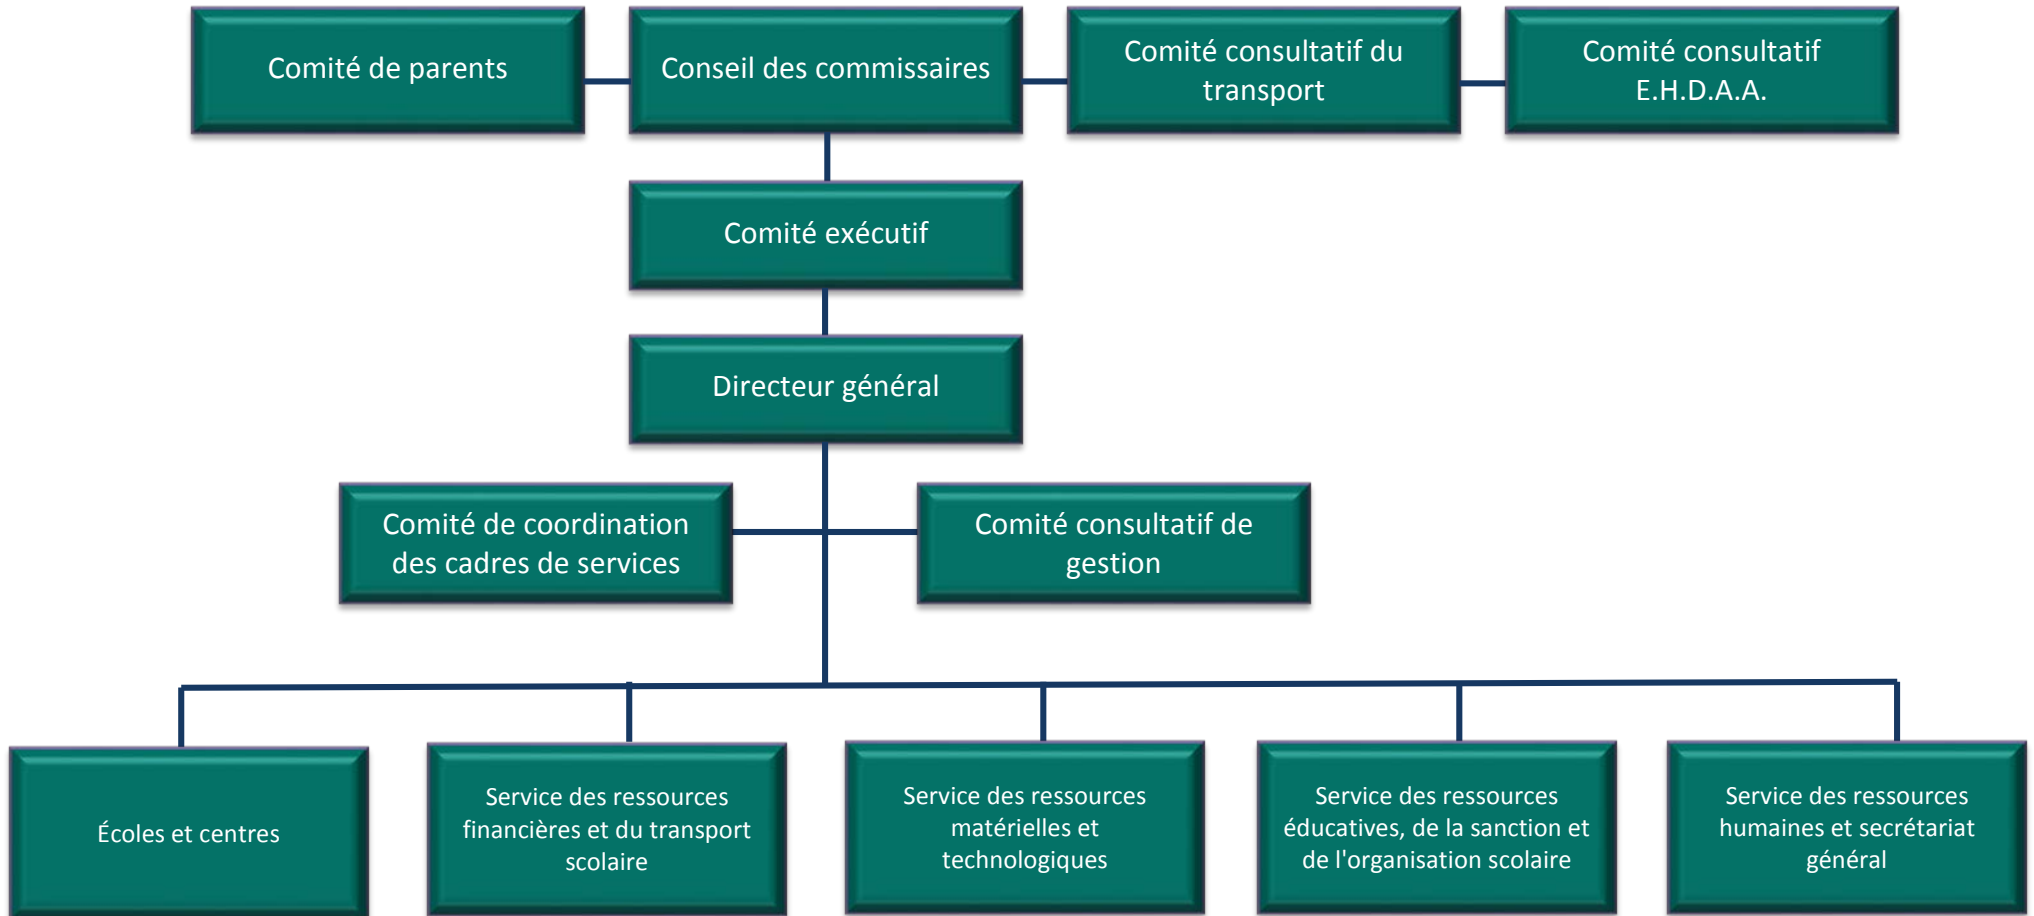 Comité de parents
Conseil des commissaires
Comité consultatif du
transport
Comité consultatif
E.H.D.A.A.
Comité exécutif
Directeur général
Comité de coordination
des cadres de services
Comité consultatif de
gestion
Écoles et centres
Service des ressources
financières et du transport
scolaire
Service des ressources
matérielles et
technologiques
Service des ressources
éducatives, de la sanction et
de l'organisation scolaire
Service des ressources
humaines et secrétariat
général